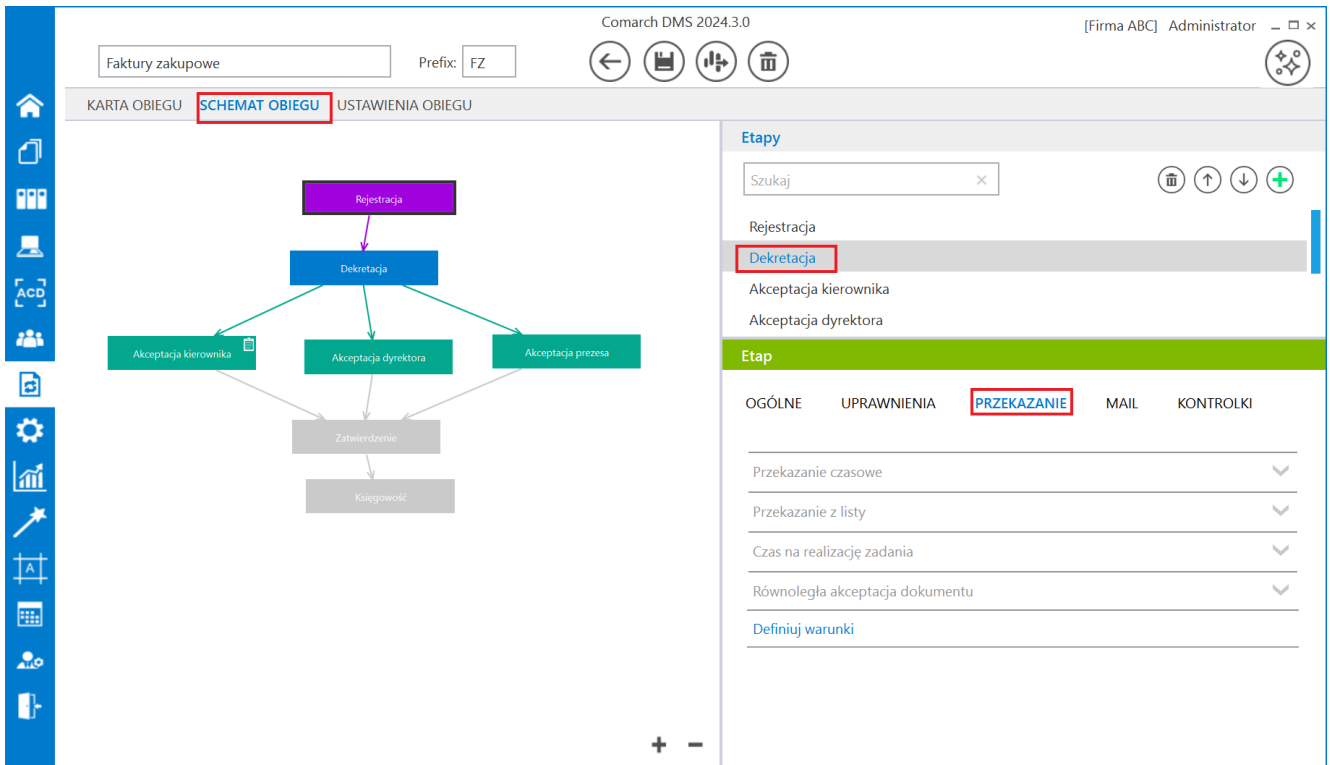 Comarch DMS 2024.3.0
[Firma ABC] Administrator
Faktury zakupowe
Prefix: FZ
KARTA OBIEGU SCHEMAT OBIEGU USTAWIENIA OBIEGU
Rejestracja
Dekretacja
Akceptacja kierownika
Akceptacja dyrektora
Akceptacja prezesa
Zatwierdzenie
Księgowość
Etapy
Szukaj
Rejestracja
Dekretacja
Akceptacja kierownika
Akceptacja dyrektora
Etap
OGÓLNE UPRAWNIENIA PRZEKAZANIE MAIL KONTROLKI
Przekazanie czasowe
Przekazanie z listy
Czas na realizację zadania
Równoległa akceptacja dokumentu
Definiuj warunki
ACD
A